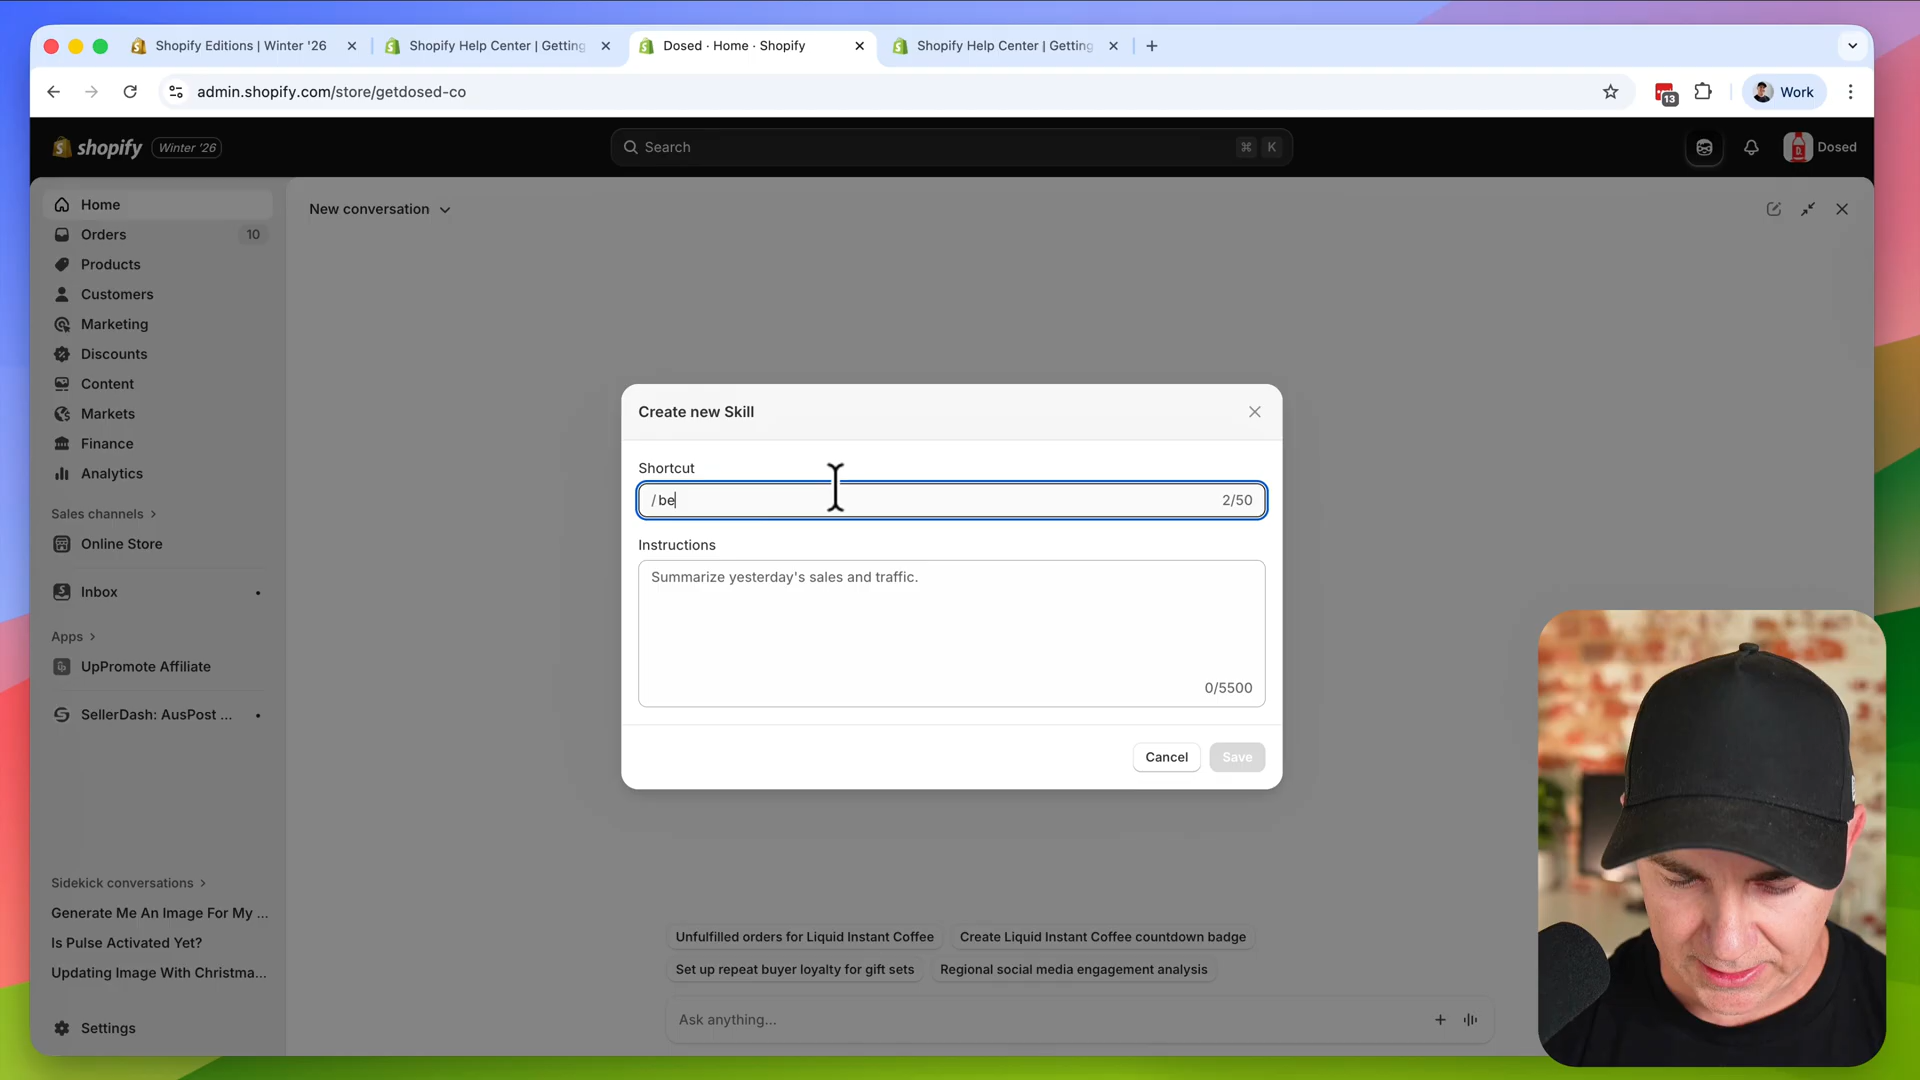 Shopify Editions | Winter '26
Shopify Help Center | Getting
Dosed · Home · Shopify
Shopify Help Center | Getting
admin.shopify.com/store/getdosed-co
13
Work
shopify
Winter '26
Search
⌘ K
Dosed
Home
Orders 10
Products
Customers
Marketing
Discounts
Content
Markets
Finance
Analytics
Sales channels
Online Store
Inbox
Apps
UpPromote Affiliate
SellerDash: AusPost ...
Sidekick conversations
Generate Me An Image For My ...
Is Pulse Activated Yet?
Updating Image With Christma...
Settings
New conversation
Create new Skill
Shortcut
/ be 2/50
Instructions
Summarize yesterday's sales and traffic.
0/5500
Cancel Save
Unfulfilled orders for Liquid Instant Coffee Create Liquid Instant Coffee countdown badge
Set up repeat buyer loyalty for gift sets Regional social media engagement analysis
Ask anything...